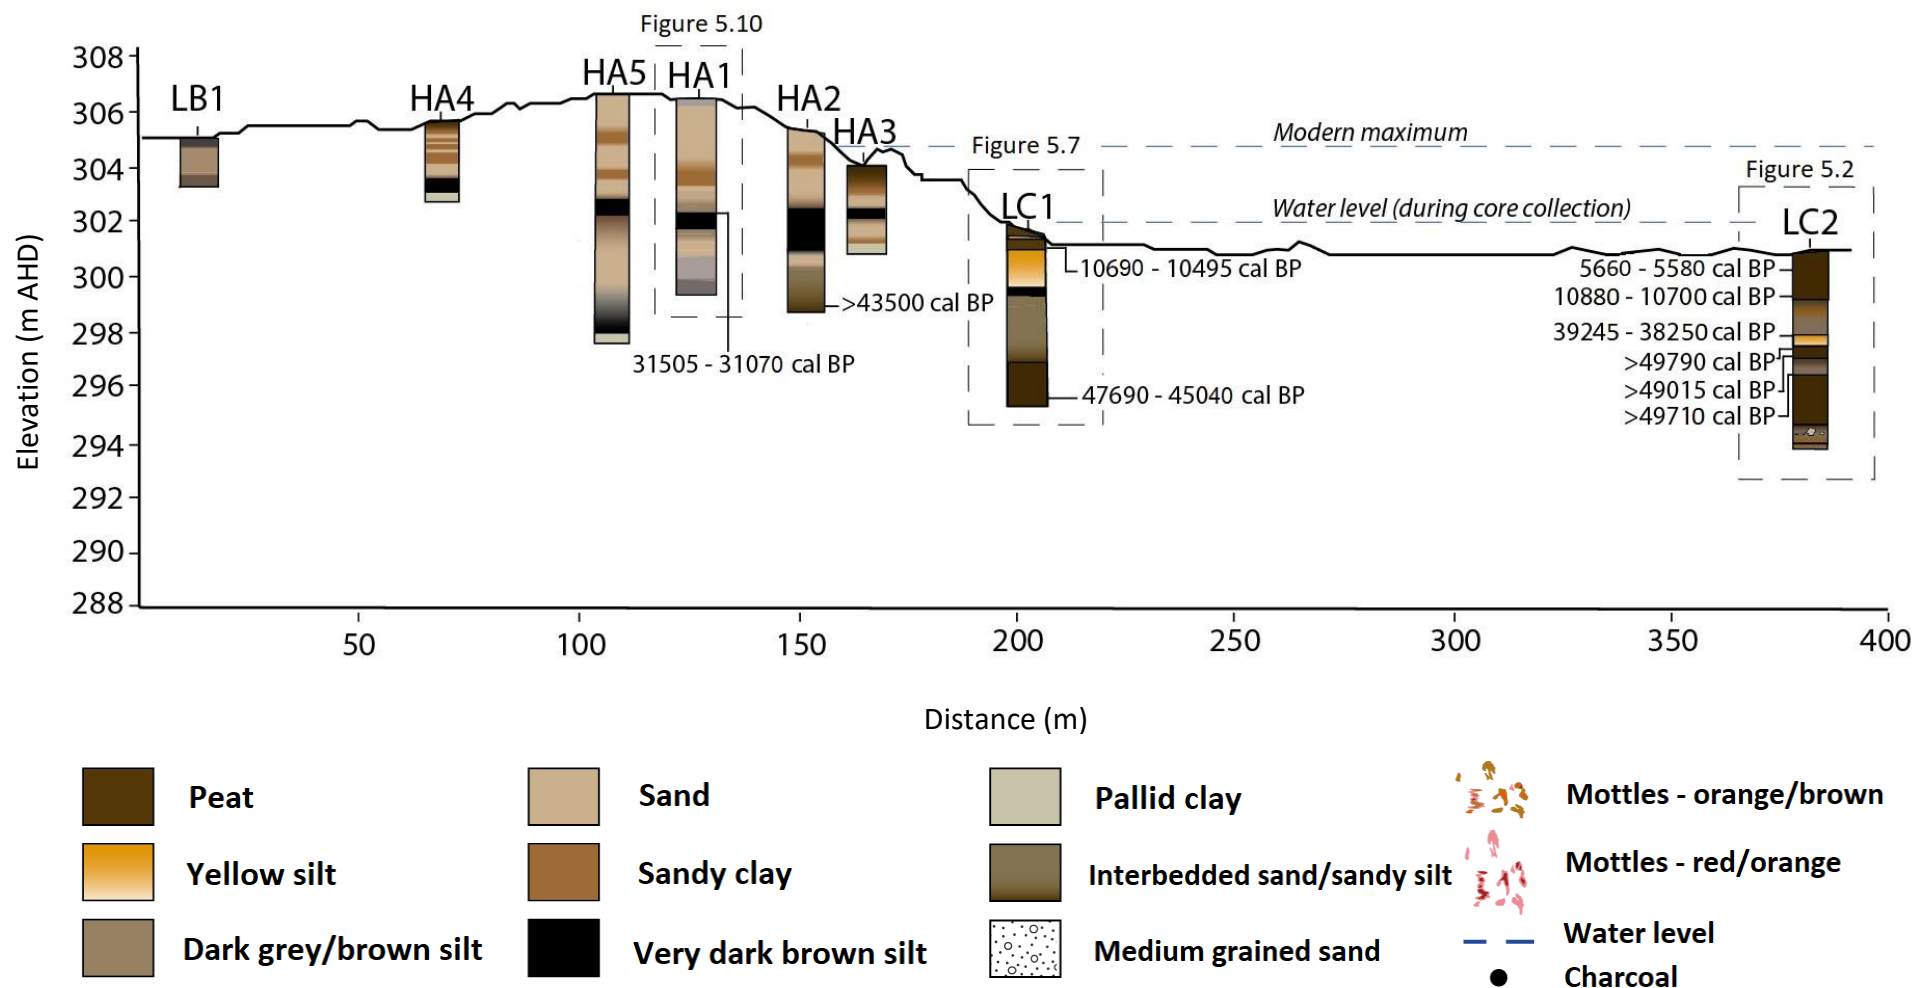 Figure 5.10
308
HA5
HA1
LB1
HA4
HA2
306
HA3
Modern maximum
Figure 5.7
304
Figure 5.2
LC1
Water level (during core collection)
LC2
302
300
10690 - 10495 cal BP
5660 - 5580 cal BP
10880 - 10700 cal BP
>43500 cal BP
298
39245 - 38250 cal BP
31505 - 31070 cal BP
>49790 cal BP
296
47690 - 45040 cal BP
>49015 cal BP
>49710 cal BP
294
292
290
288
Elevation (m AHD)
50
100
150
200
250
300
350
400
Distance (m)
Peat
Sand
Pallid clay
Mottles - orange/brown
Yellow silt
Sandy clay
Interbedded sand/sandy silt
Mottles - red/orange
Dark grey/brown silt
Very dark brown silt
Medium grained sand
Water level
Charcoal